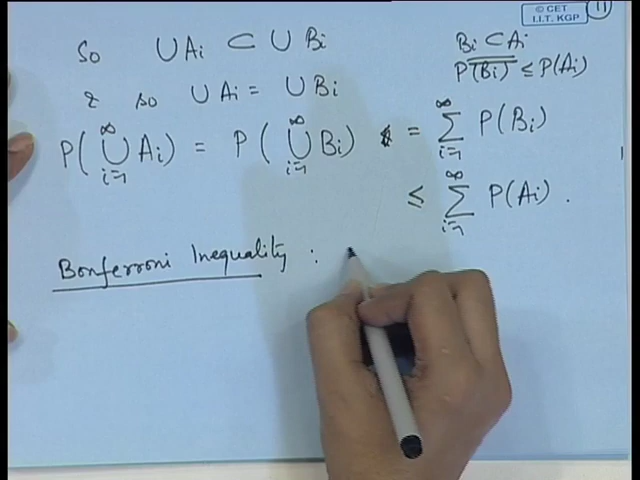 © CET
I.I.T. KGP
11
So ∪Ai ⊂ ∪ Bi
Bi ⊂ Ai
P(Bi) ≤ P(Ai)
& so ∪ Ai = ∪ Bi
P( ∞∪i=1 Ai) = P( ∞∪i=1 Bi) = ∞∑i=1 P(Bi)
≤ ∞∑i=1 P(Ai).
Bonferroni Inequality :